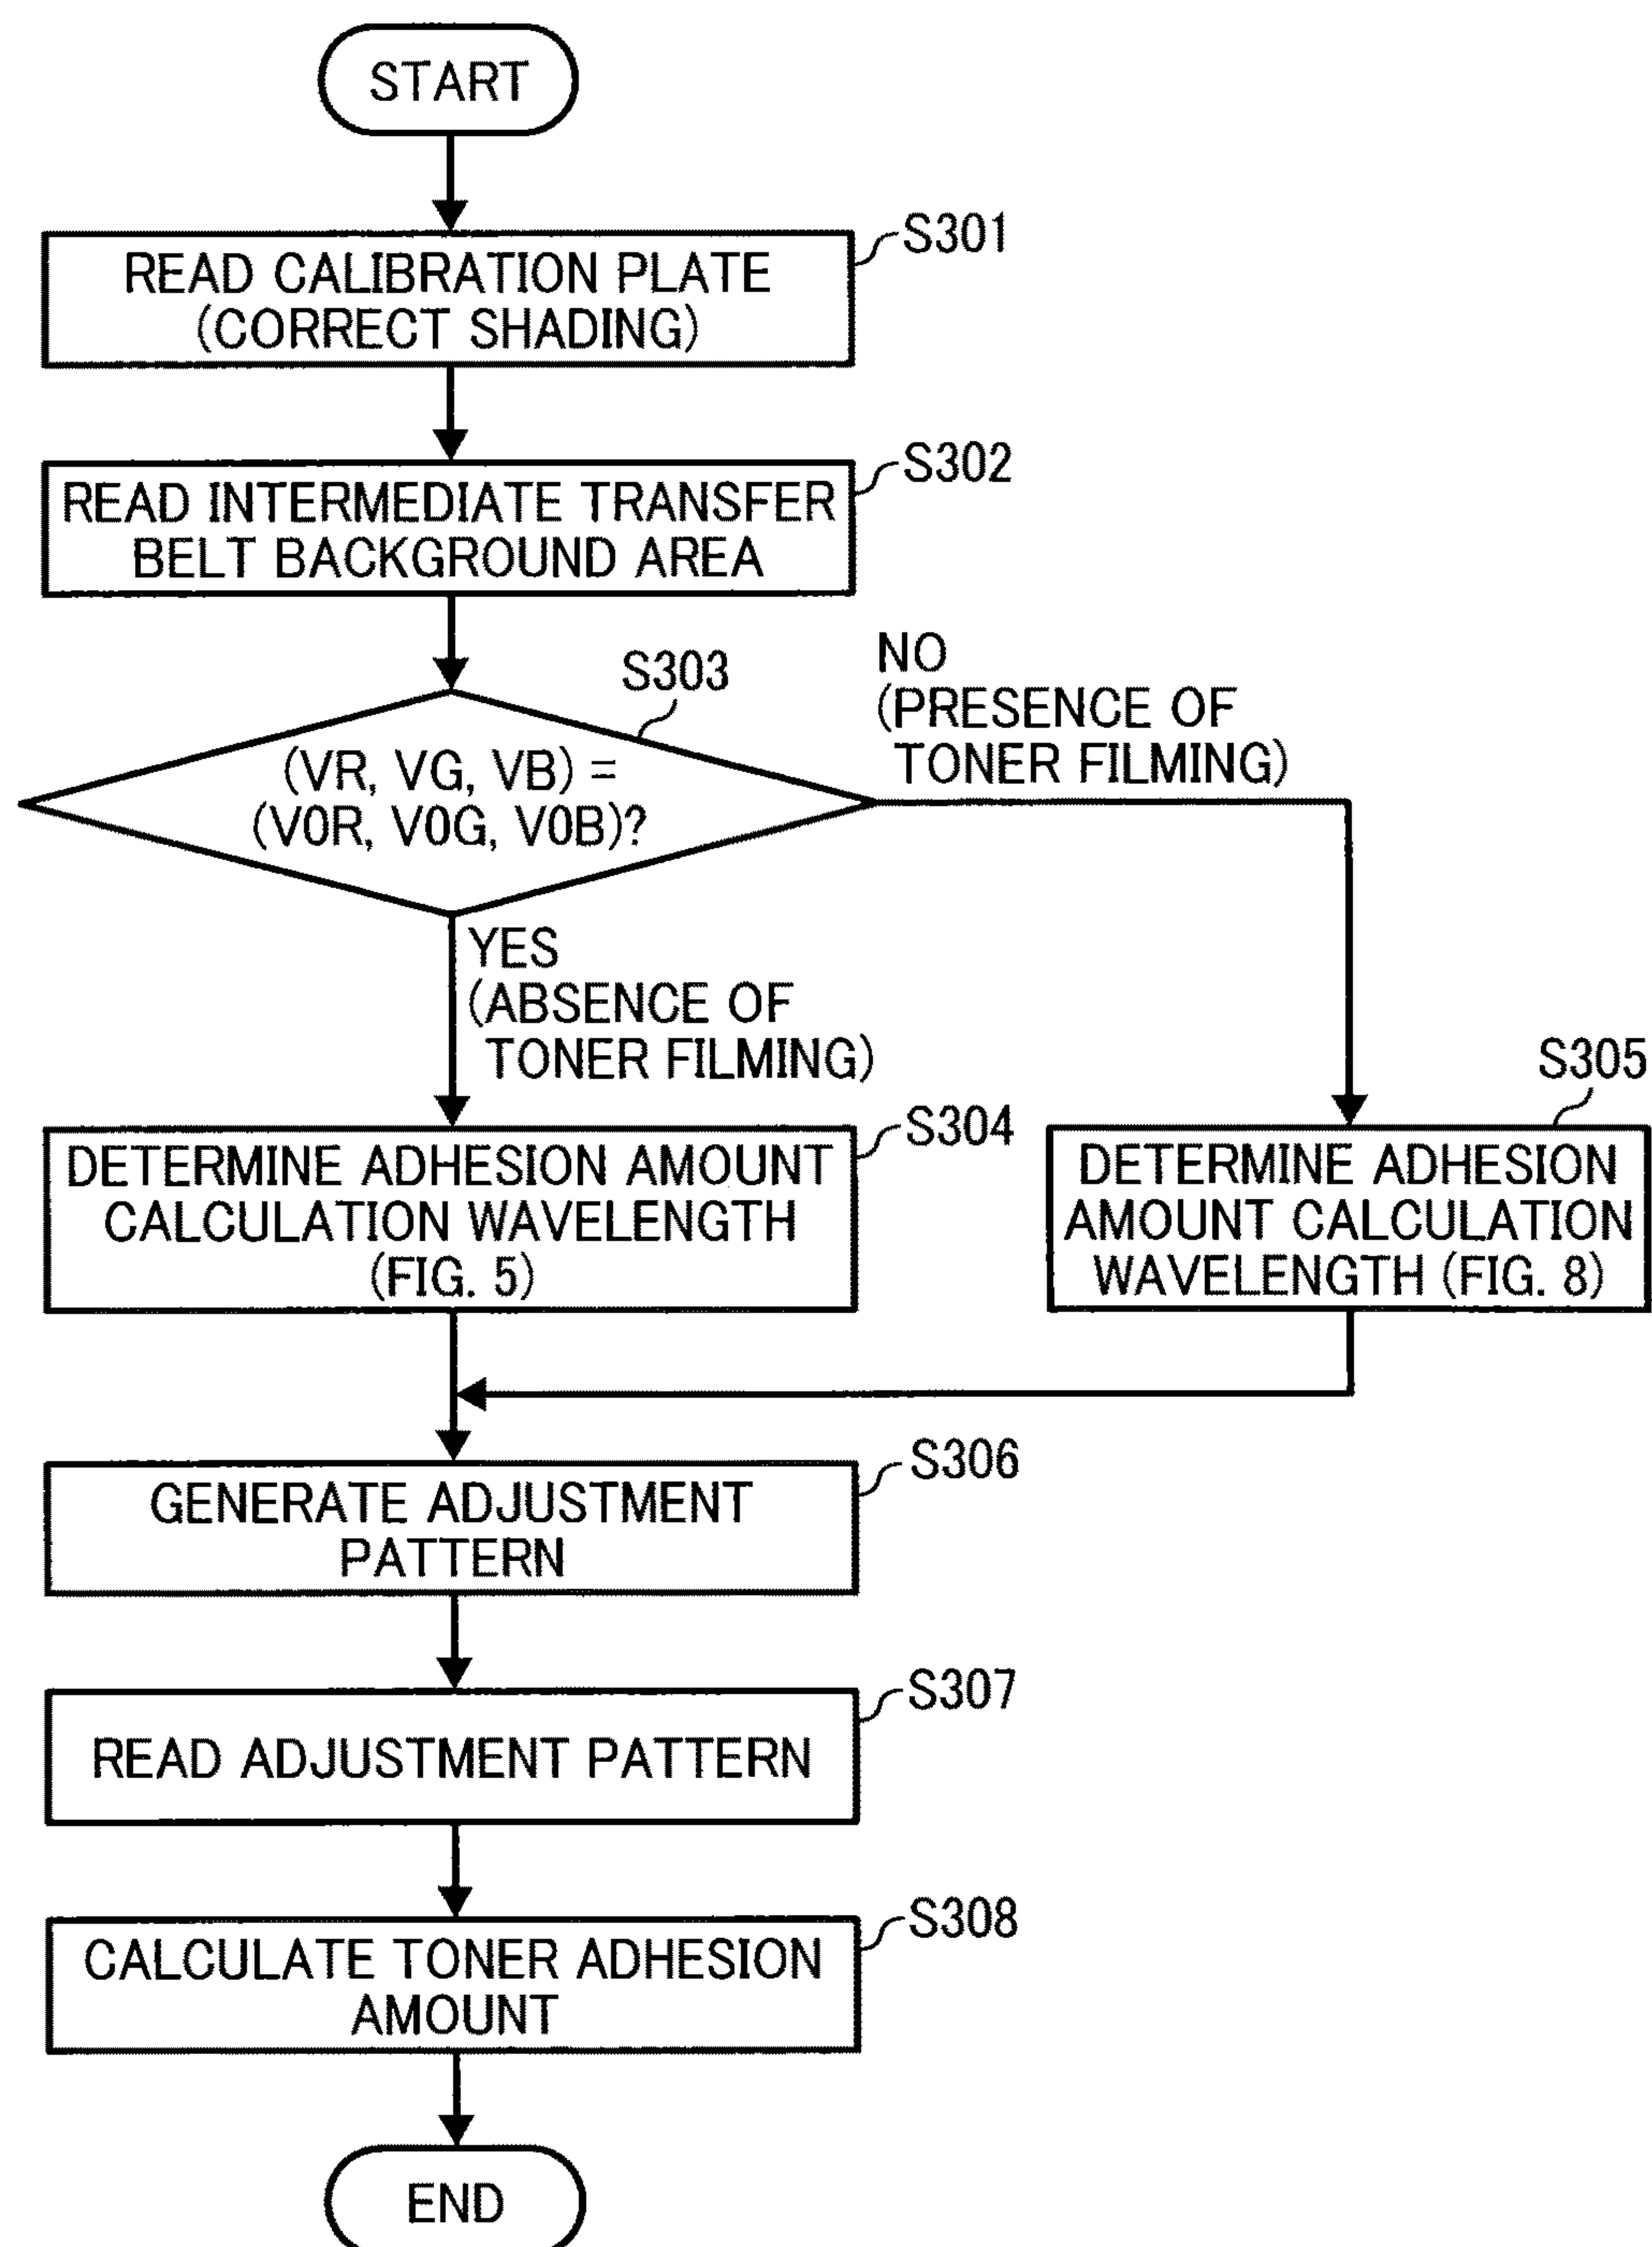 START
S301
READ CALIBRATION PLATE
(CORRECT SHADING)
S302
READ INTERMEDIATE TRANSFER
BELT BACKGROUND AREA
S303
(VR, VG, VB) =
(V0R, V0G, V0B)?
NO
(PRESENCE OF
TONER FILMING)
YES
(ABSENCE OF
TONER FILMING)
S304
DETERMINE ADHESION AMOUNT
CALCULATION WAVELENGTH
(FIG. 5)
S305
DETERMINE ADHESION
AMOUNT CALCULATION
WAVELENGTH (FIG. 8)
S306
GENERATE ADJUSTMENT
PATTERN
S307
READ ADJUSTMENT PATTERN
S308
CALCULATE TONER ADHESION
AMOUNT
END